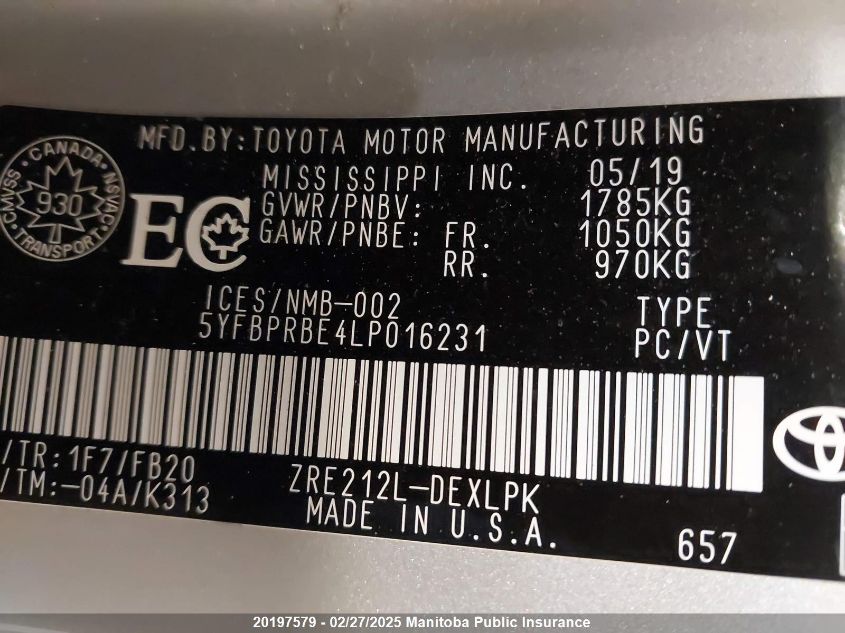 MFD.BY:TOYOTA MOTOR MANUFACTURING
MISSISSIPPI INC. 05/19
GVWR/PNBV: 1785KG
GAWR/PNBE: FR. 1050KG
RR. 970KG
CANADA
CMISS
930
NSVAC
TRANSPORT
EC
ICES/NMB-002
5YFBPRBE4LP016231
TYPE
PC/VT
/TR:1F7/FB20
/TM:-04A/K313
ZRE212L-DEXLPK
MADE IN U.S.A.
657
20197579 - 02/27/2025 Manitoba Public Insurance